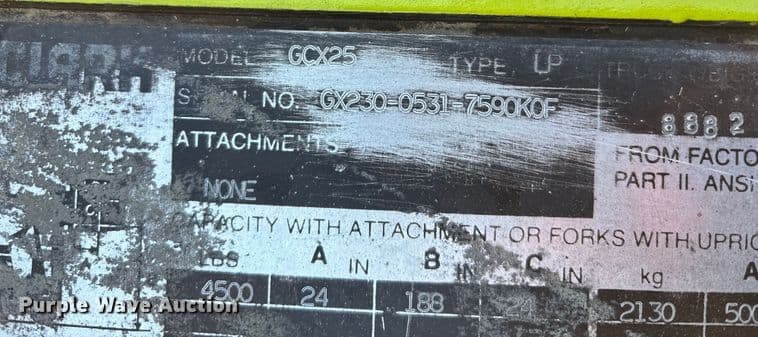 CLARK MODEL GCX25 TYPE LP
NO. GX230-0531-7590KOF 8882
ATTACHMENTS FROM FACTO
NONE PART II. ANSI
CAPACITY WITH ATTACHMENT OR FORKS WITH UPRIG
LBS A IN B IN C IN kg A
4500 24 188 24 2130 500
Purple Wave Auction